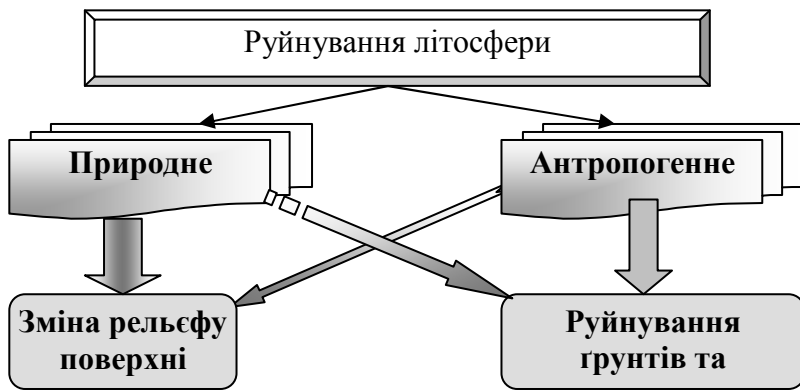 Руйнування літосфери
Природне
Антропогенне
Зміна рельєфу
поверхні
Руйнування
ґрунтів та